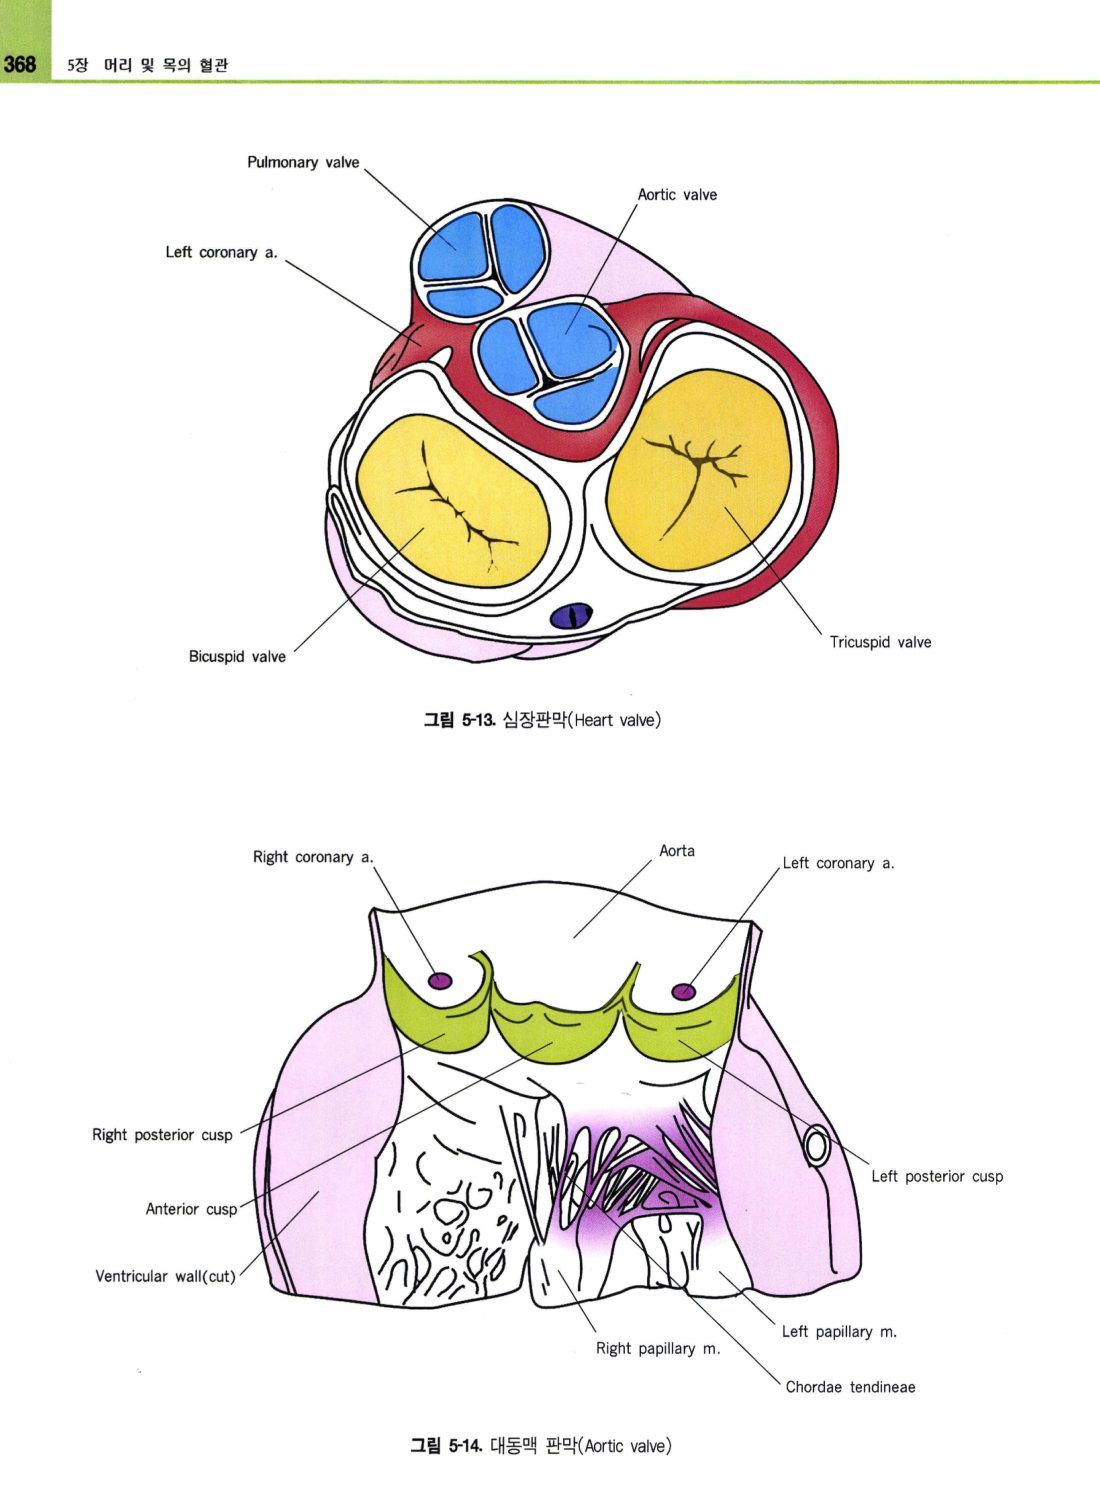 368
5장 머리 및 목의 혈관
Pulmonary valve
Aortic valve
Left coronary a.
Bicuspid valve
Tricuspid valve
그림 5-13. 심장판막(Heart valve)
Right coronary a.
Aorta
Left coronary a.
Right posterior cusp
Left posterior cusp
Anterior cusp
Ventricular wall(cut)
Left papillary m.
Right papillary m.
Chordae tendineae
그림 5-14. 대동맥 판막(Aortic valve)